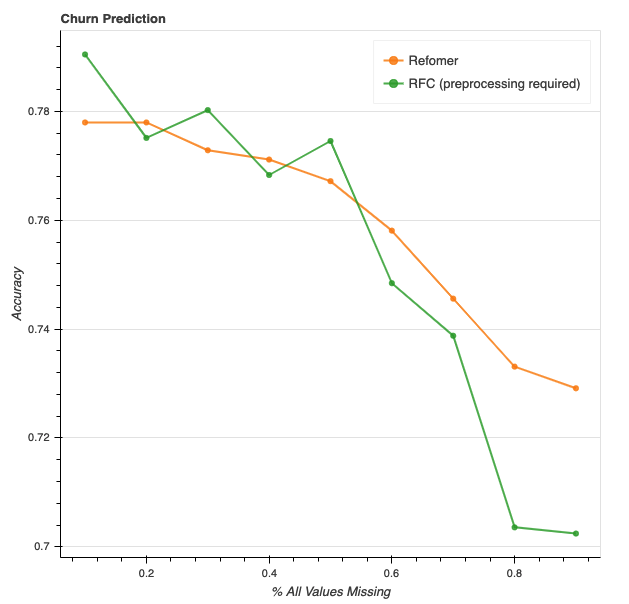 Churn Prediction
Refomer
RFC (preprocessing required)
0.78
0.76
0.74
0.72
0.7
Accuracy
0.2
0.4
0.6
0.8
% All Values Missing